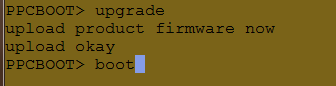 PPCBOOT> upgrade
upload product firmware now
upload okay
PPCBOOT> boot